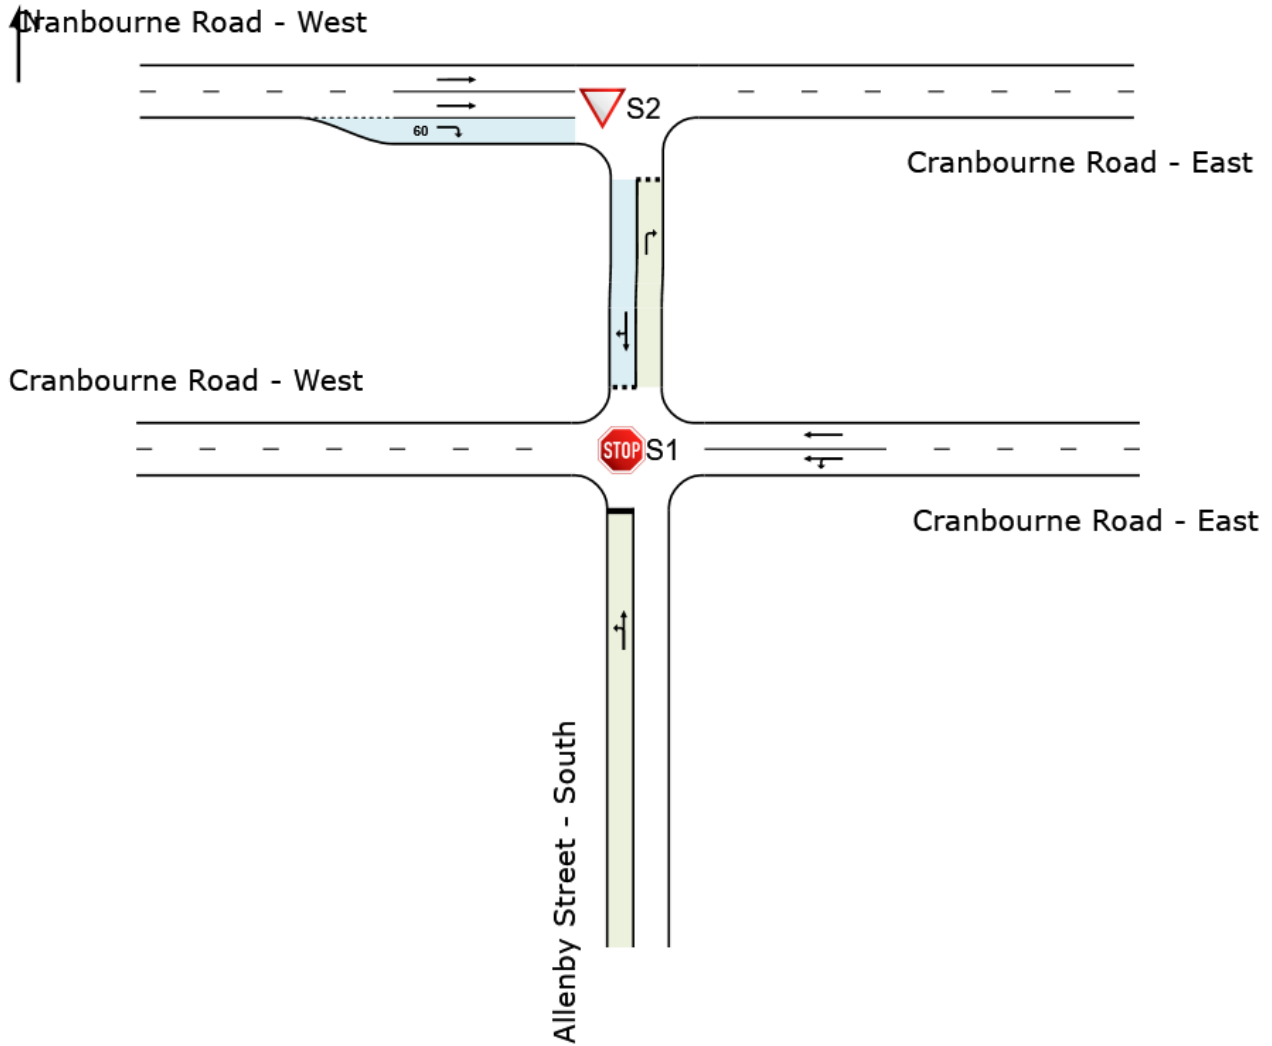 N
Cranbourne Road - West
S2
60
Cranbourne Road - East
Cranbourne Road - West
STOP
S1
Cranbourne Road - East
Allenby Street - South